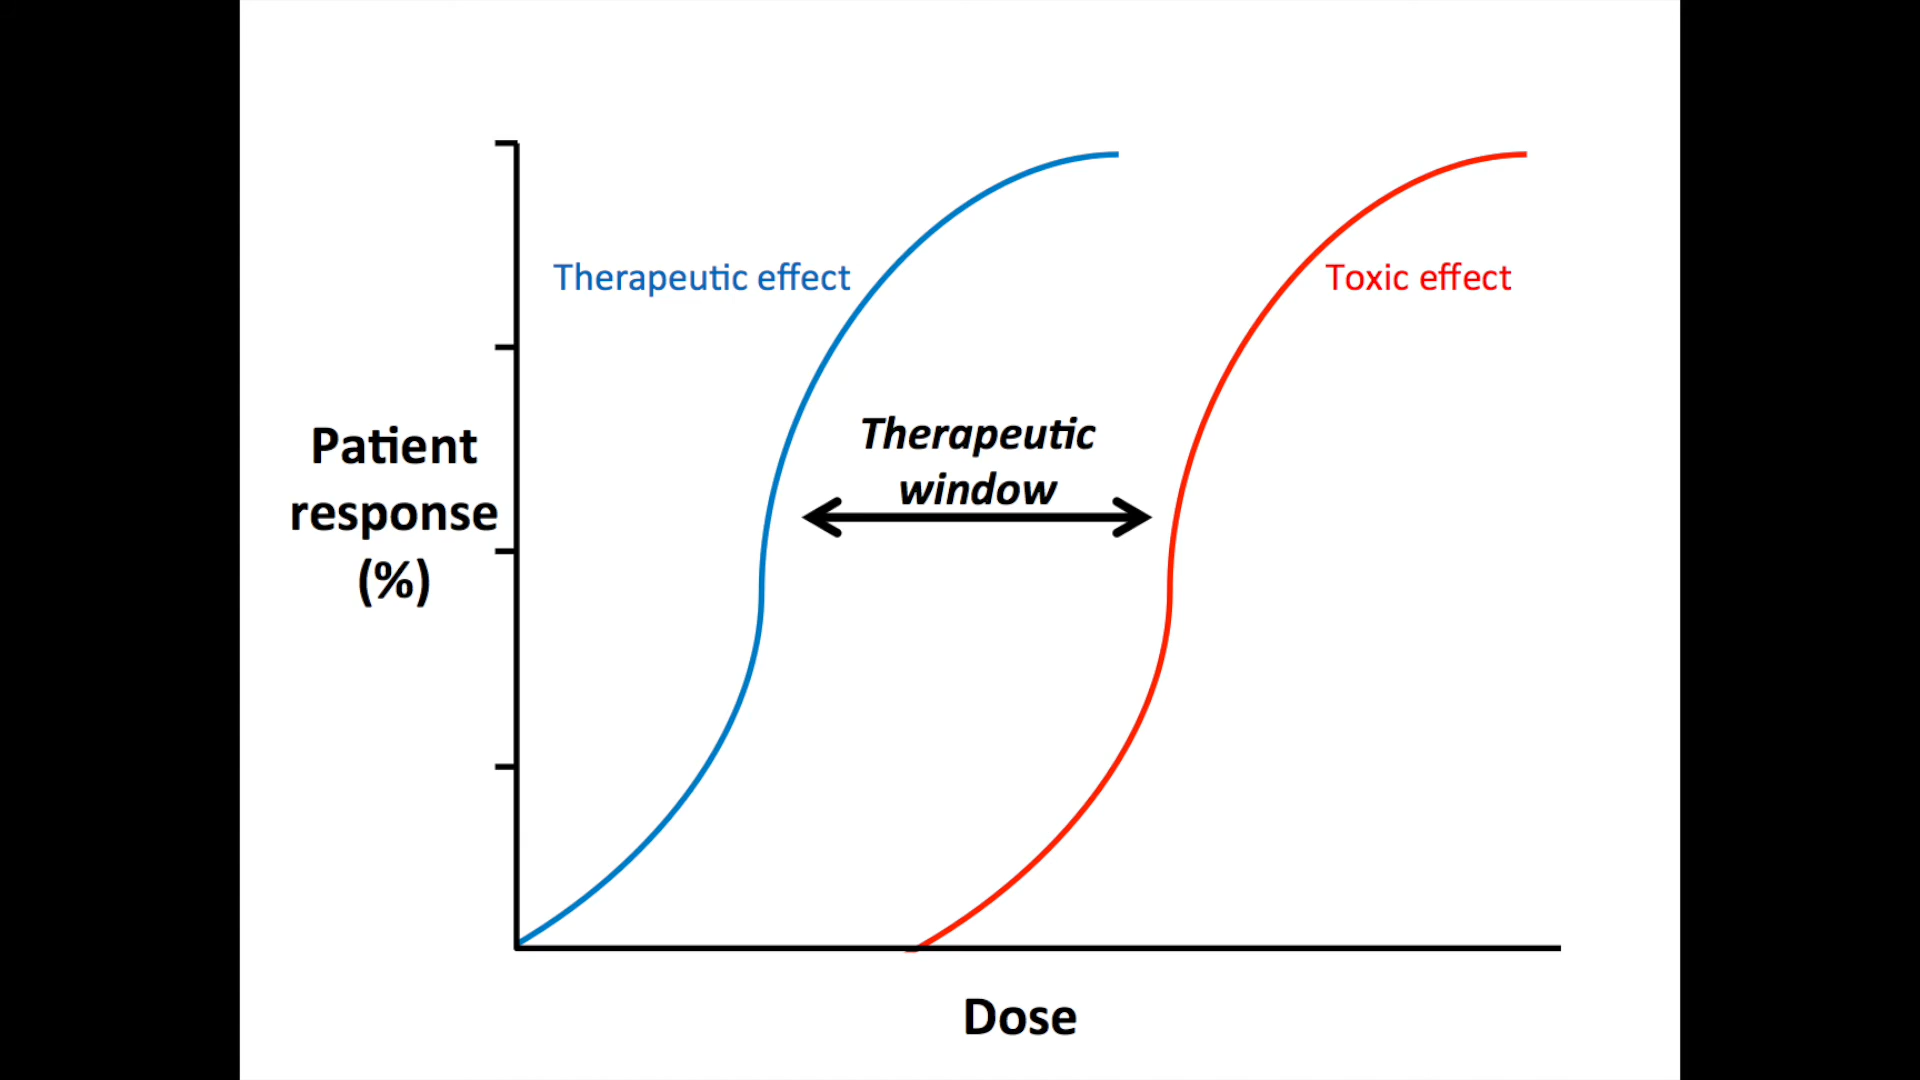 Therapeutic effect
Toxic effect
Therapeutic
window
Patient
response
(%)
Dose